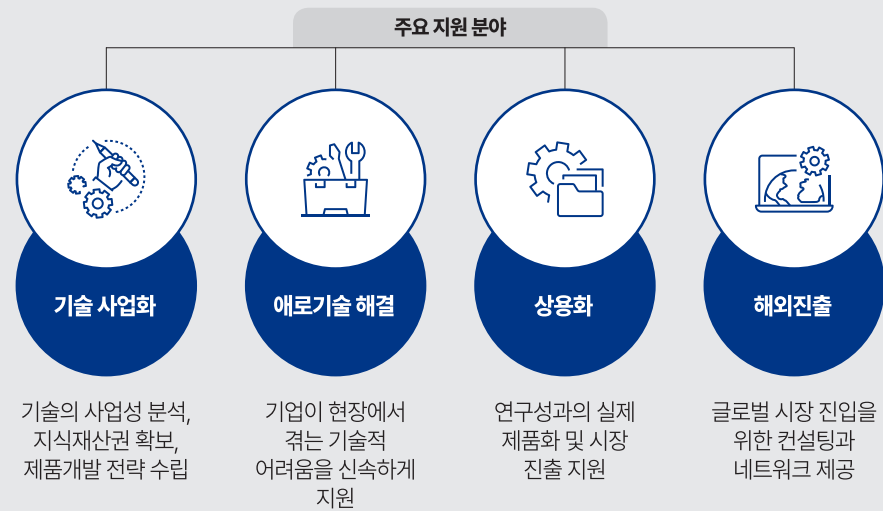 주요 지원 분야
기술 사업화
기술의 사업성 분석,
지식재산권 확보,
제품개발 전략 수립
애로기술 해결
기업이 현장에서
겪는 기술적
어려움을 신속하게
지원
상용화
연구성과의 실제
제품화 및 시장
진출 지원
해외진출
글로벌 시장 진입을
위한 컨설팅과
네트워크 제공